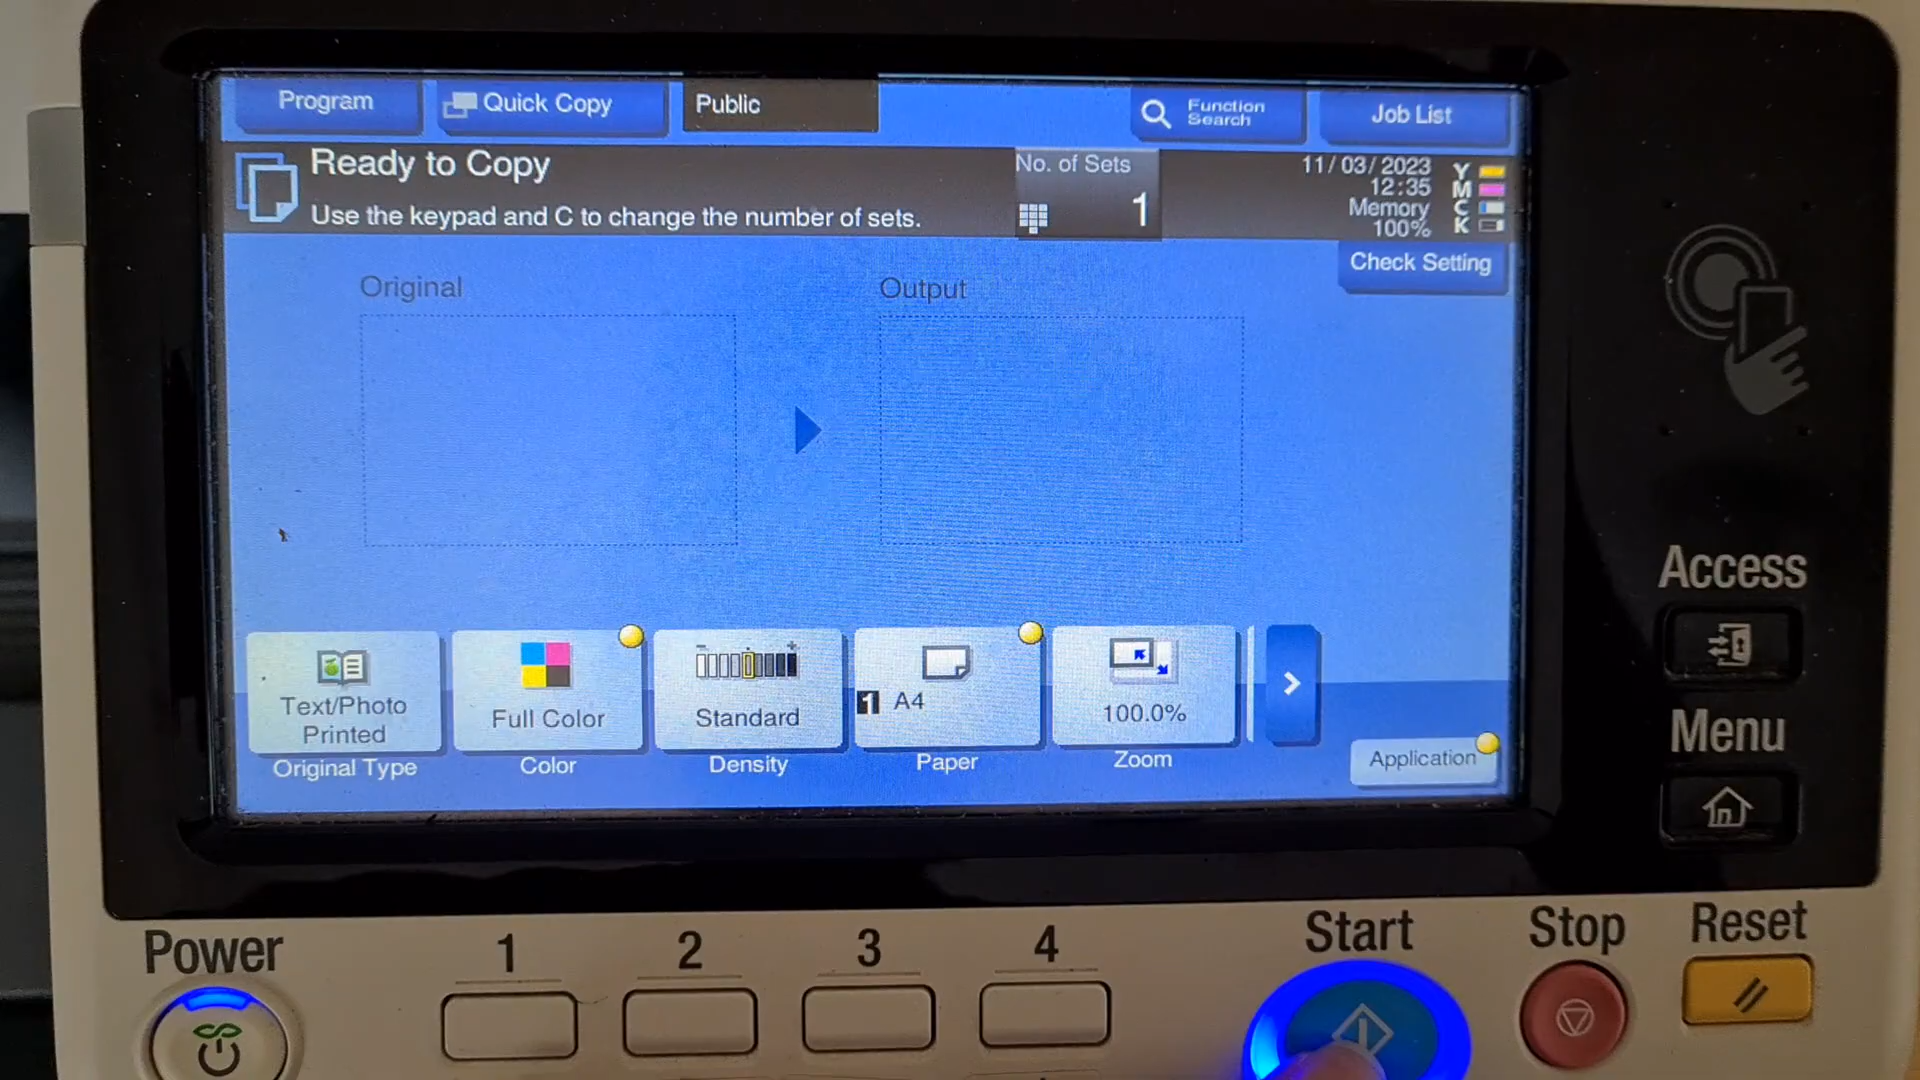 Program
Quick Copy
Public
Function
Search
Job List
Ready to Copy
Use the keypad and C to change the number of sets.
No. of Sets
1
11/03/2023
12:35
Memory
100%
Y
M
C
K
Check Setting
Original
Output
Text/Photo
Printed
Original Type
Full Color
Color
- +
Standard
Density
1 A4
Paper
100.0%
Zoom
Application
Access
Menu
Power
1
2
3
4
Start
Stop
Reset